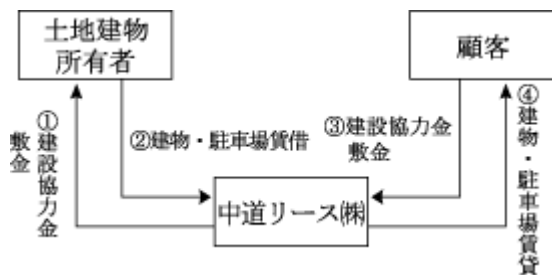 土地建物
所有者
顧客
①建設協力金
敷金
②建物・駐車場賃借
③建設協力金
敷金
④建物・駐車場賃貸
中道リース㈱